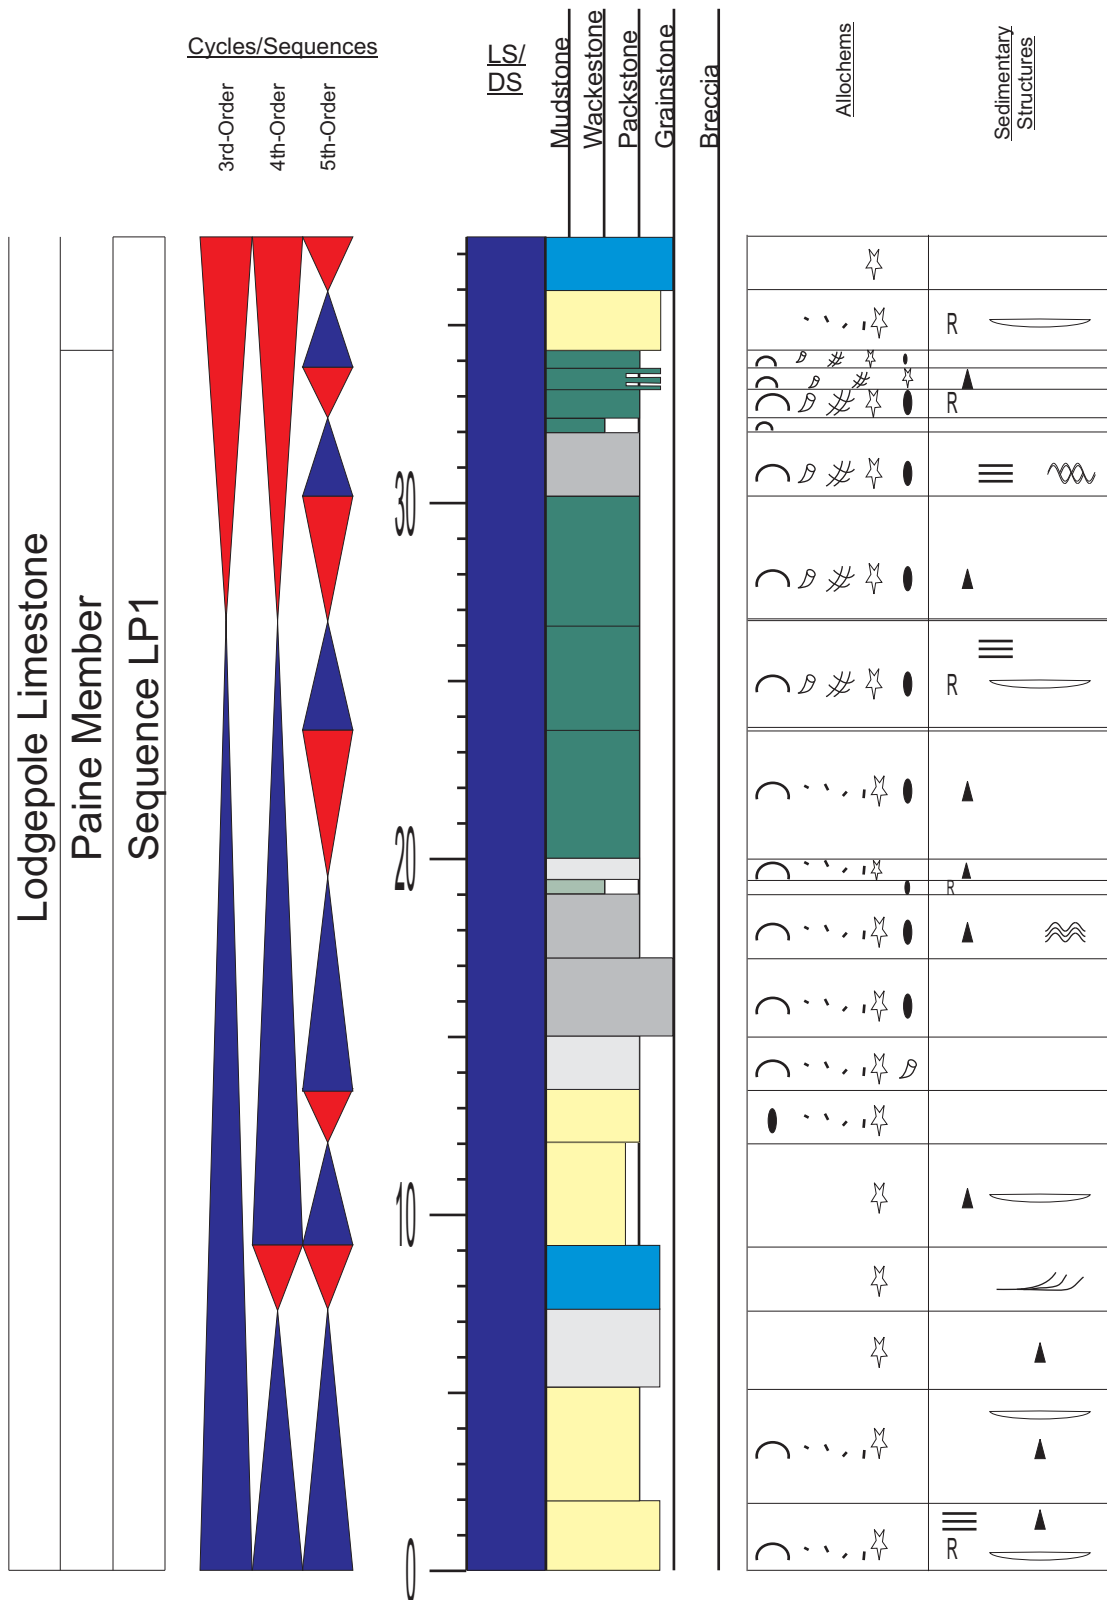 Cycles/Sequences
3rd-Order
4th-Order
5th-Order
LS/
DS
Mudstone
Wackestone
Packstone
Grainstone
Breccia
Allochems
Sedimentary
Structures
Lodgepole Limestone
Paine Member
Sequence LP1
30
20
10
0
R
R
R
R
R